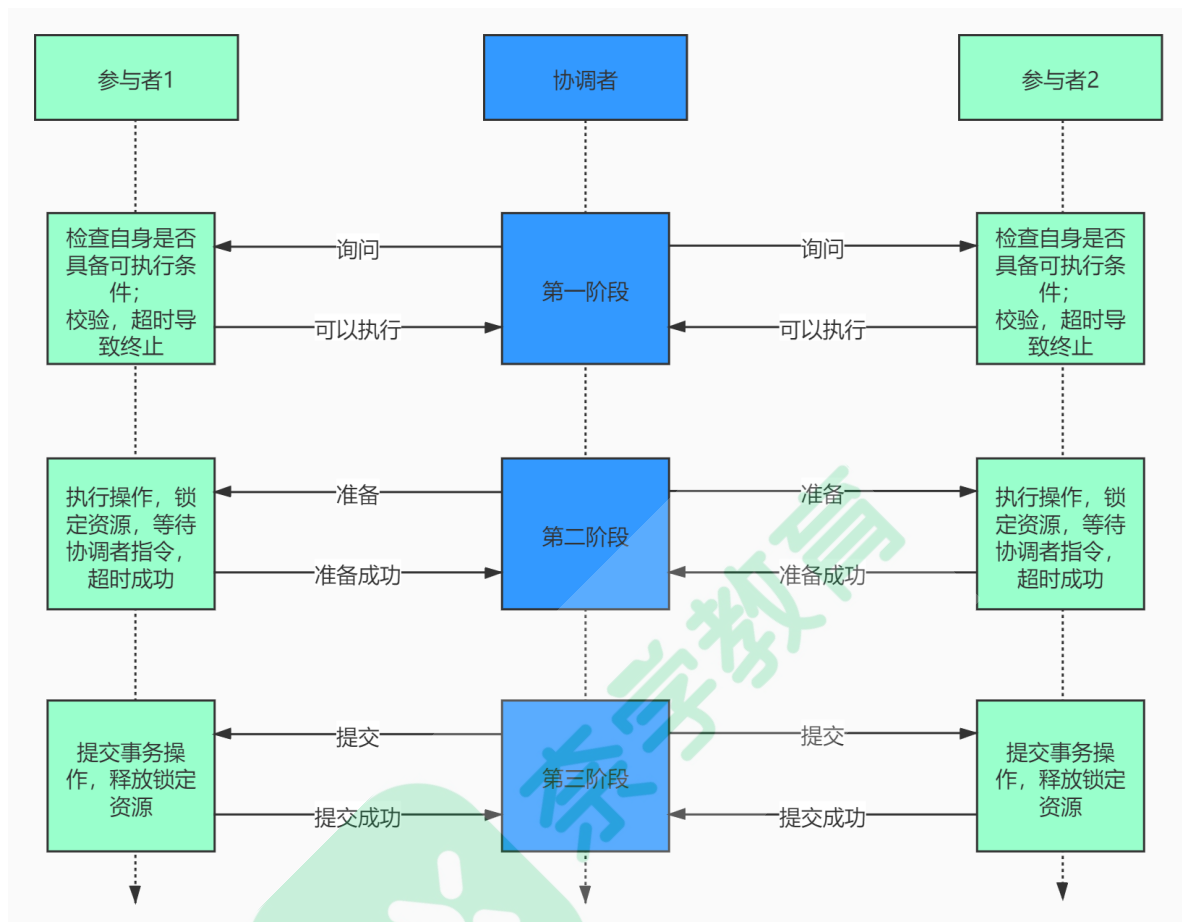 参与者1
协调者
参与者2
检查自身是否
具备可执行条
件；
校验，超时导
致终止
询问
可以执行
第一阶段
询问
可以执行
检查自身是否
具备可执行条
件；
校验，超时导
致终止
执行操作，锁
定资源，等待
协调者指令，
超时成功
准备
准备成功
第二阶段
准备
准备成功
执行操作，锁
定资源，等待
协调者指令，
超时成功
提交事务操
作，释放锁定
资源
提交
提交成功
第三阶段
提交
提交成功
提交事务操
作，释放锁定
资源
奈学教育